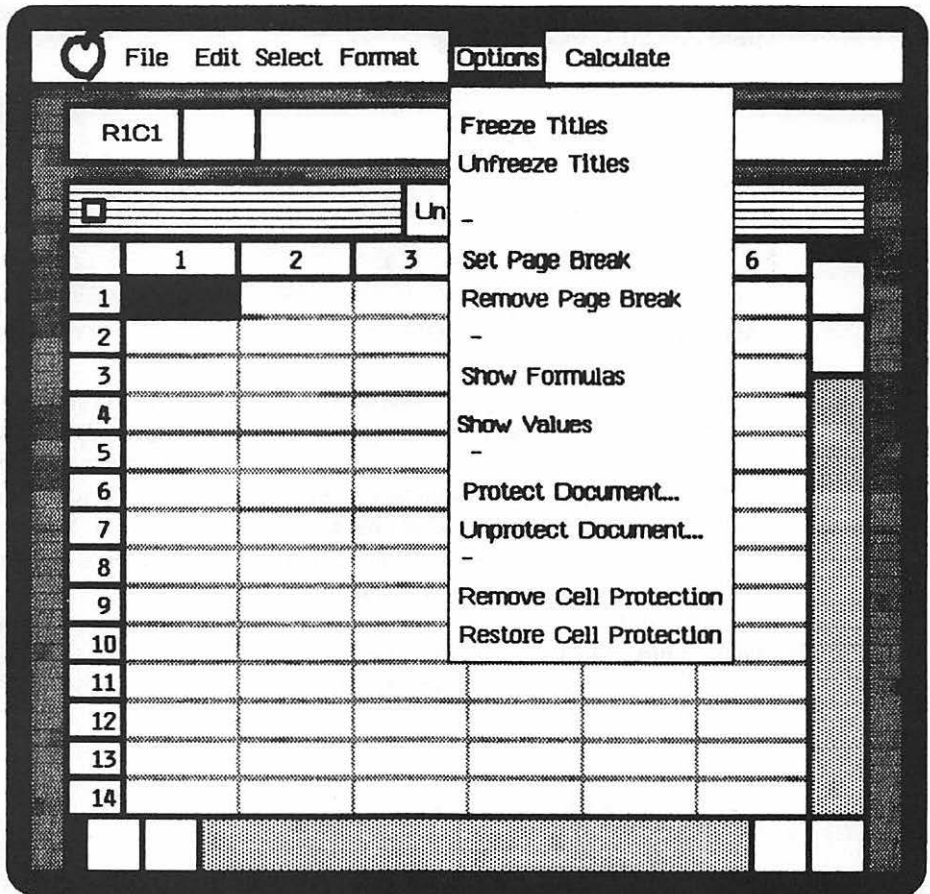 File Edit Select Format Options Calculate
R1C1
Un
1 2 3 6
1
2
3
4
5
6
7
8
9
10
11
12
13
14
Freeze Titles
Unfreeze Titles
-
Set Page Break
Remove Page Break
-
Show Formulas
Show Values
-
Protect Document...
Unprotect Document...
-
Remove Cell Protection
Restore Cell Protection